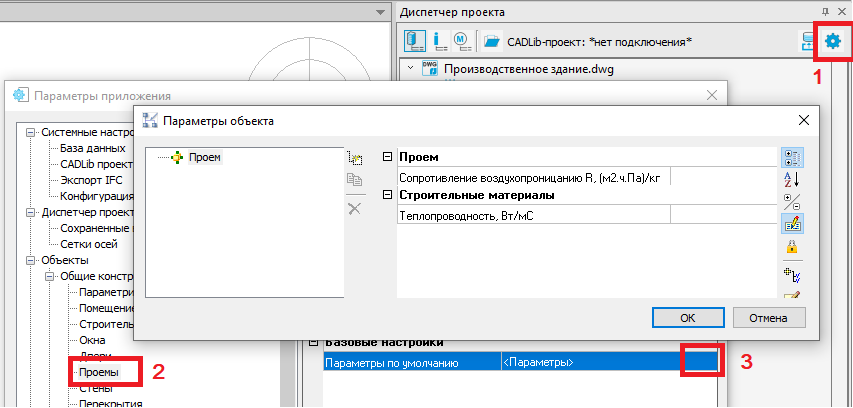 Диспетчер проекта
CADLib-проект: *нет подключения*
1
DWG
Производственное здание.dwg
Параметры приложения
Параметры объекта
Системные настро
База данных
CADLib проект
Экспорт IFC
Конфигурация
Диспетчер проект
Сохраненные
Сетки осей
Объекты
Общие констр
Параметри
Помещение
Строитель
Окна
Двери
Проемы
2
Стены
Перекрытия
Проем
Проем
Сопротивление воздухопроницанию R, (м2.ч.Па)/кг
Строительные материалы
Теплопроводность, Вт/мС
OK
Отмена
Базовые настройки
Параметры по умолчанию
<Параметры>
3